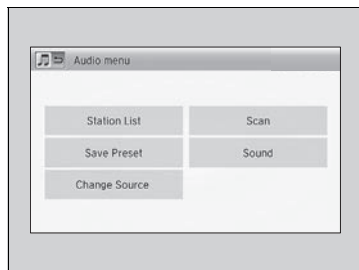 Audio menu
Station List
Scan
Save Preset
Sound
Change Source